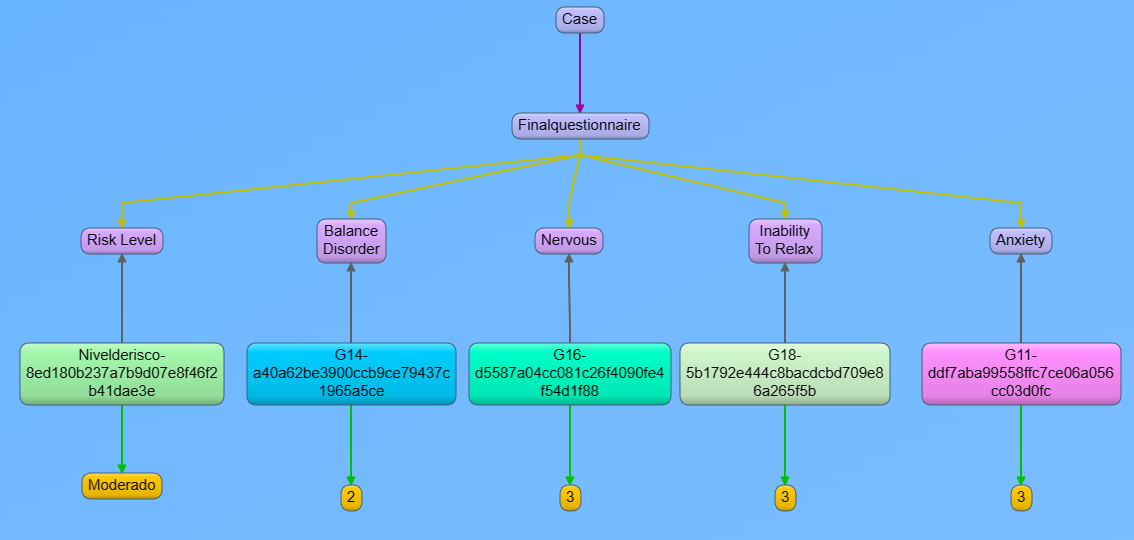 Case
Finalquestionnaire
Risk Level
Balance
Disorder
Nervous
Inability
To Relax
Anxiety
Nivelderisco-
8ed180b237a7b9d07e8f46f2
b41dae3e
G14-
a40a62be3900ccb9ce79437c
1965a5ce
G16-
d5587a04cc081c26f4090fe4
f54d1f88
G18-
5b1792e444c8bacdcbd709e8
6a265f5b
G11-
ddf7aba99558ffc7ce06a056
cc03d0fc
Moderado
2
3
3
3